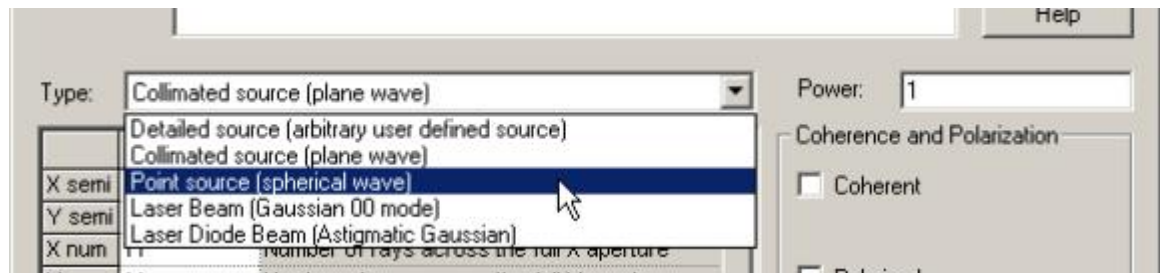 Help
Type: Collimated source (plane wave) Power: 1
Detailed source (arbitrary user defined source) Coherence and Polarization
Collimated source (plane wave)
X semi Point source (spherical wave) Coherent
Y semi Laser Beam (Gaussian 00 mode)
Laser Diode Beam (Astigmatic Gaussian)
X num 11 Number of rays across the full X aperture